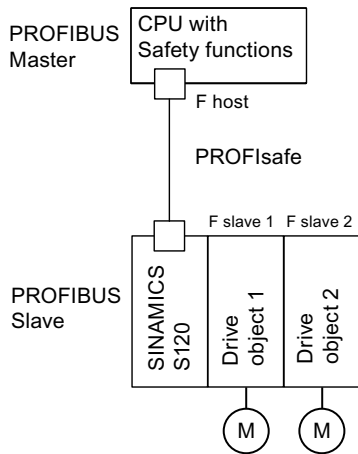 PROFIBUS
Master
CPU with
Safety functions
F host
PROFIsafe
F slave 1
F slave 2
PROFIBUS
Slave
SINAMICS
S120
Drive
object 1
Drive
object 2
M
M